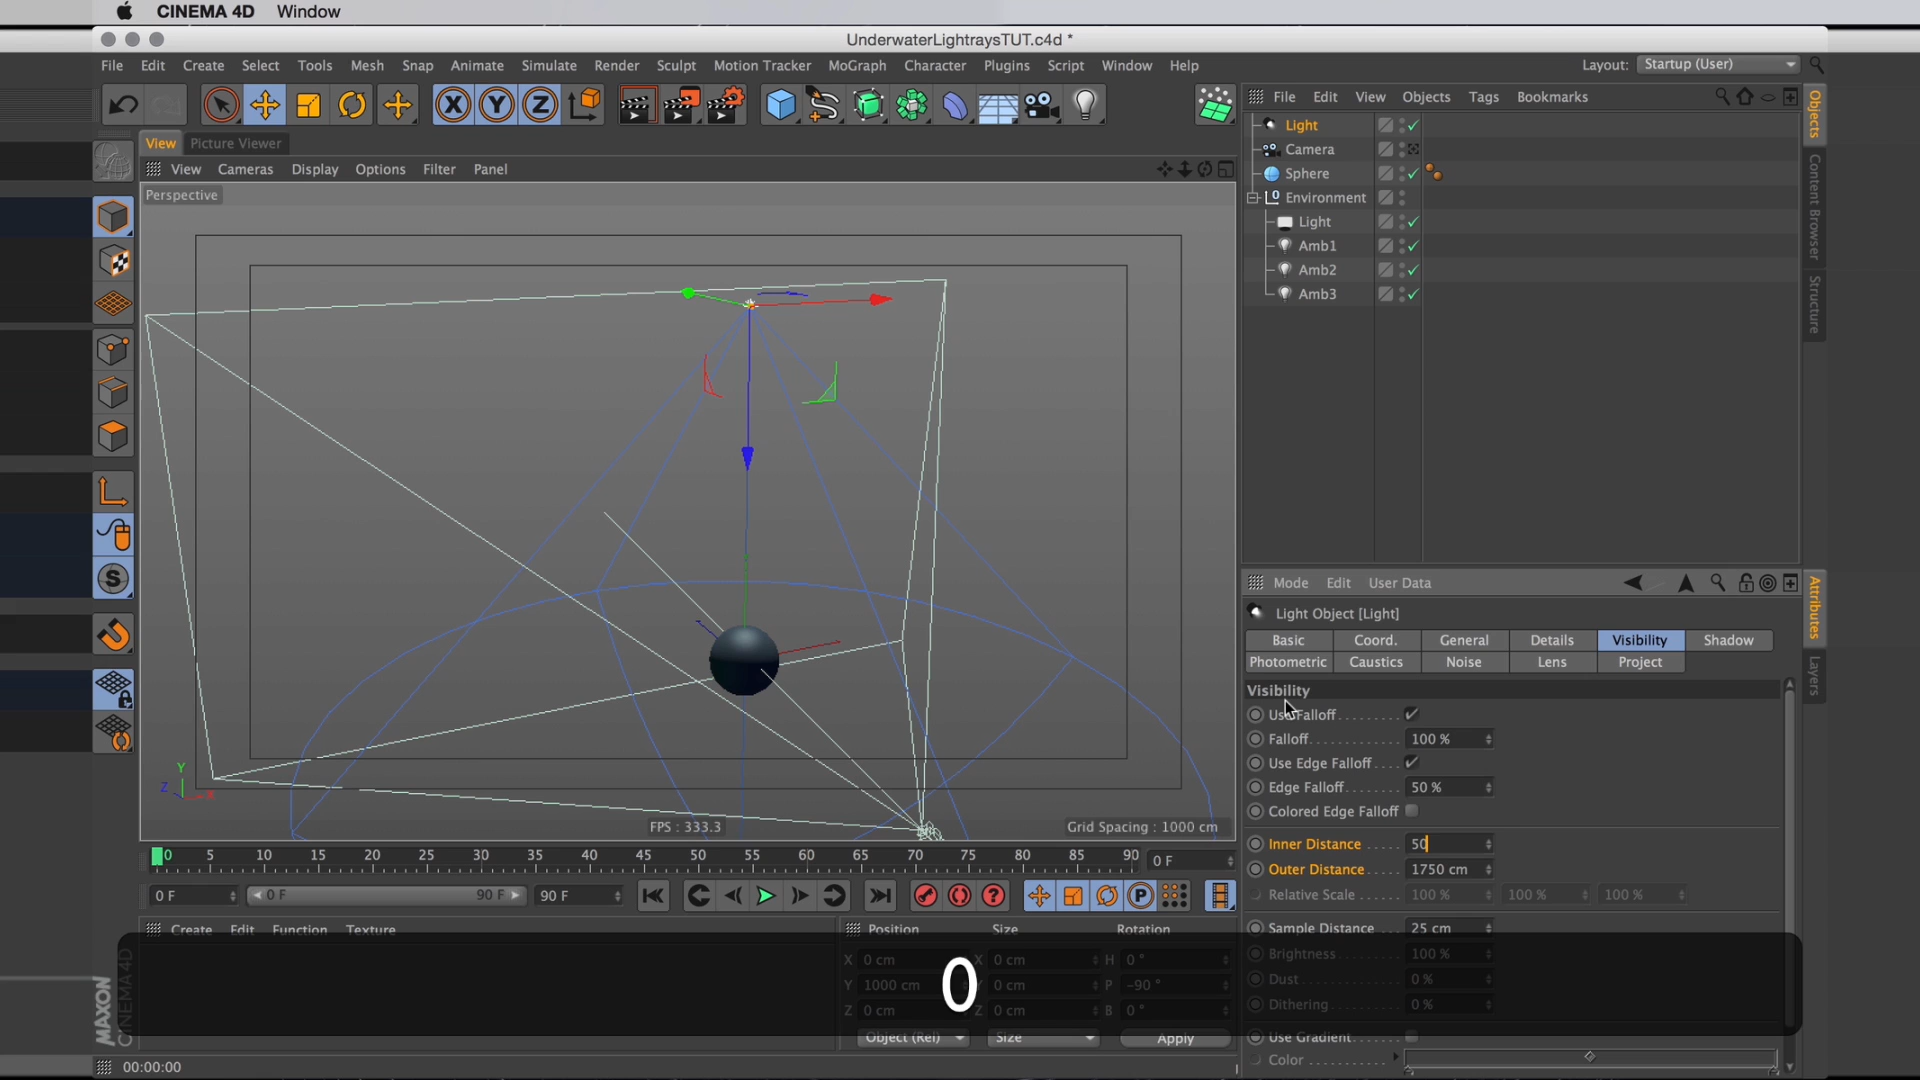 CINEMA 4D Window
UnderwaterLightraysTUT.c4d *
File Edit Create Select Tools Mesh Snap Animate Simulate Render Sculpt Motion Tracker MoGraph Character Plugins Script Window Help
Layout: Startup (User)
X Y Z
File Edit View Objects Tags Bookmarks
View Picture Viewer
View Cameras Display Options Filter Panel
Perspective
Light
Camera
Sphere
Environment
Light
Amb1
Amb2
Amb3
Objects
Content Browser
Structure
Mode Edit User Data
Light Object [Light]
Basic Coord. General Details Visibility Shadow
Photometric Caustics Noise Lens Project
Attributes
Layers
Visibility
Use Falloff
Falloff 100 %
Use Edge Falloff
Edge Falloff 50 %
Colored Edge Falloff
Inner Distance 50
Outer Distance 1750 cm
Relative Scale 100 % 100 % 100 %
Sample Distance 25 cm
Brightness 100 %
Dust 0 %
Dithering 0 %
Use Gradient
Color
Y
Z X
FPS : 333.3
Grid Spacing : 1000 cm
0 5 10 15 20 25 30 35 40 45 50 55 60 65 70 75 80 85 90 0 F
0 F 0 F 90 F 90 F
Create Edit Function Texture
Position Size Rotation
X 0 cm X 0 cm H 0 °
Y 1000 cm Y 0 cm P -90 °
Z 0 cm Z 0 cm B 0 °
Object (Rel) Size Apply
0
MAXON
CINEMA 4D
00:00:00